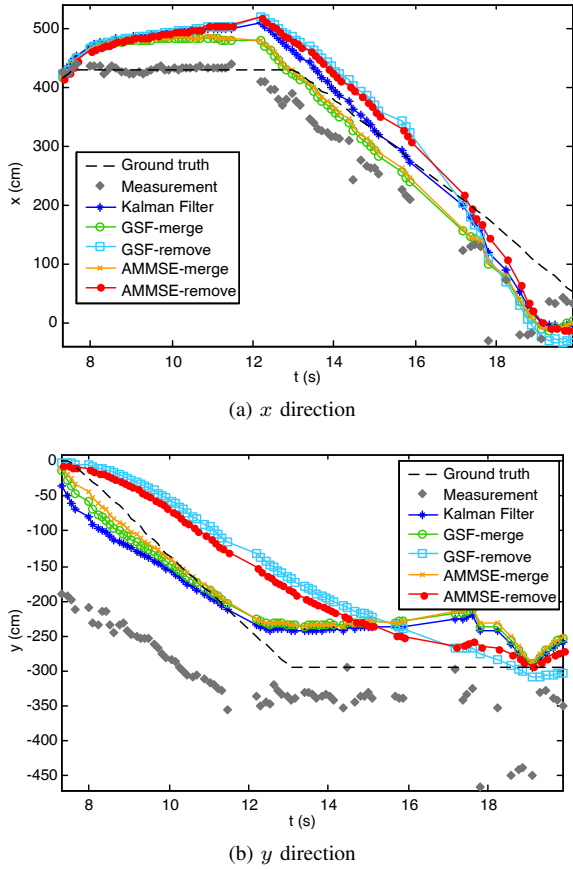 500
400
300
200
100
0
x (cm)
Ground truth
Measurement
Kalman Filter
GSF-merge
GSF-remove
AMMSE-merge
AMMSE-remove
8 10 12 14 16 18
t (s)
(a) x direction
0
-50
-100
-150
-200
-250
-300
-350
-400
-450
y (cm)
Ground truth
Measurement
Kalman Filter
GSF-merge
GSF-remove
AMMSE-merge
AMMSE-remove
8 10 12 14 16 18
t (s)
(b) y direction